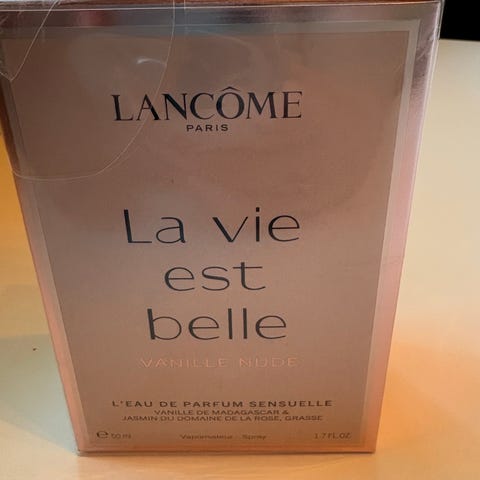 LANCÔME
PARIS
La vie
est
belle
VANILLE NUDE
L'EAU DE PARFUM SENSUELLE
VANILLE DE MADAGASCAR &
JASMIN DU DOMAINE DE LA ROSE, GRASSE
℮ 50 ml Vaporisateur - Spray 1.7 FL.OZ